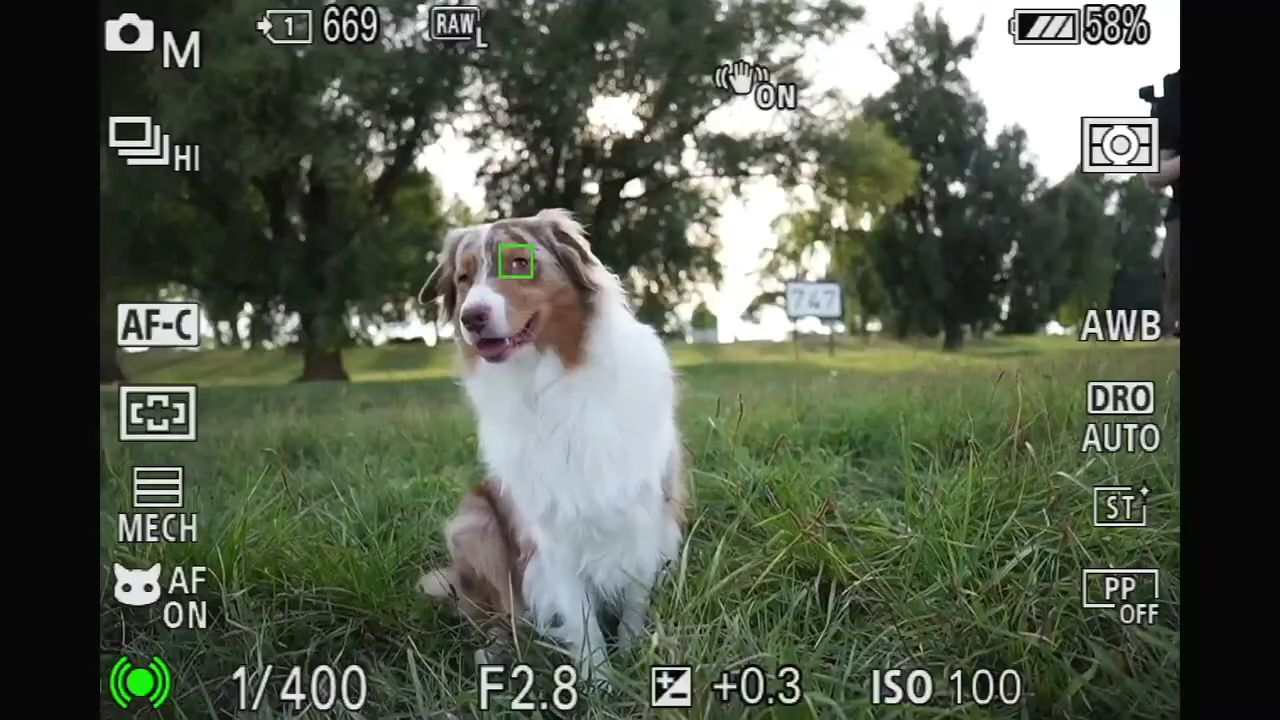 M 1 669 RAW L 58%
ON
HI
747
AF-C AWB
DRO
AUTO
MECH ST
AF ON PP OFF
1/400 F2.8 +0.3 ISO 100